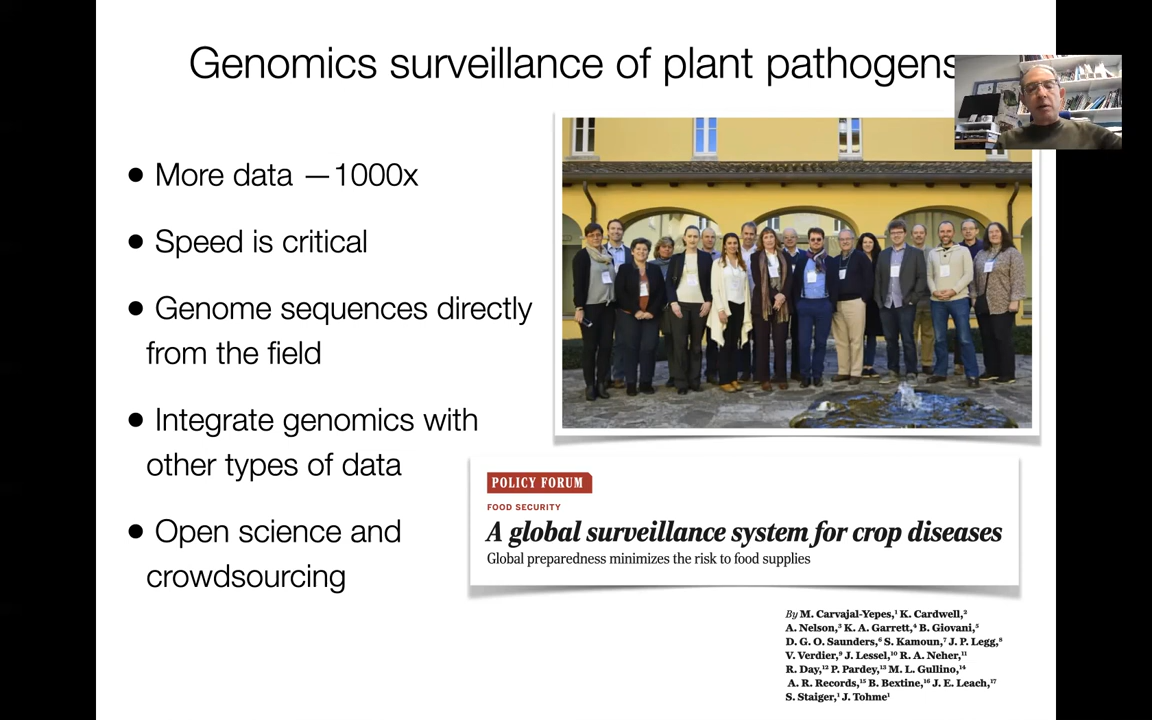 Genomics surveillance of plant pathogens
• More data —1000x
• Speed is critical
• Genome sequences directly
from the field
• Integrate genomics with
other types of data
• Open science and
crowdsourcing
POLICY FORUM
FOOD SECURITY
A global surveillance system for crop diseases
Global preparedness minimizes the risk to food supplies
By M. Carvajal-Yepes,¹ K. Cardwell,²
A. Nelson,³ K. A. Garrett,⁴ B. Giovani,⁵
D. G. O. Saunders,⁶ S. Kamoun,⁷ J. P. Legg,⁸
V. Verdier,⁹ J. Lessel,¹⁰ R. A. Neher,¹¹
R. Day,¹² P. Pardey,¹³ M. L. Gullino,¹⁴
A. R. Records,¹⁵ B. Bextine,¹⁶ J. E. Leach,¹⁷
S. Staiger,¹ J. Tohme¹